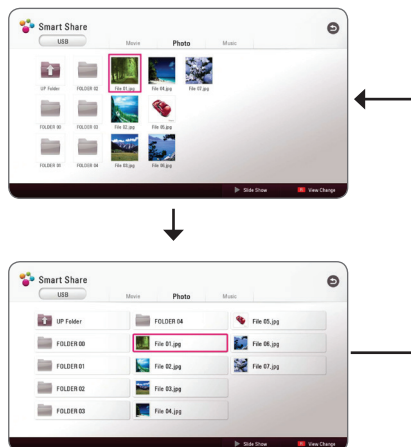 Smart Share
USB Movie Photo Music
UP Folder FOLDER 02 File 01.jpg File 04.jpg File 07.jpg
FOLDER 00 FOLDER 03 File 02.jpg File 05.jpg
FOLDER 01 FOLDER 04 File 03.jpg File 06.jpg
Slide Show View Change
Smart Share
USB Movie Photo Music
UP Folder FOLDER 04 File 05.jpg
FOLDER 00 File 01.jpg File 06.jpg
FOLDER 01 File 02.jpg File 07.jpg
FOLDER 02 File 03.jpg
FOLDER 03 File 04.jpg
Slide Show View Change